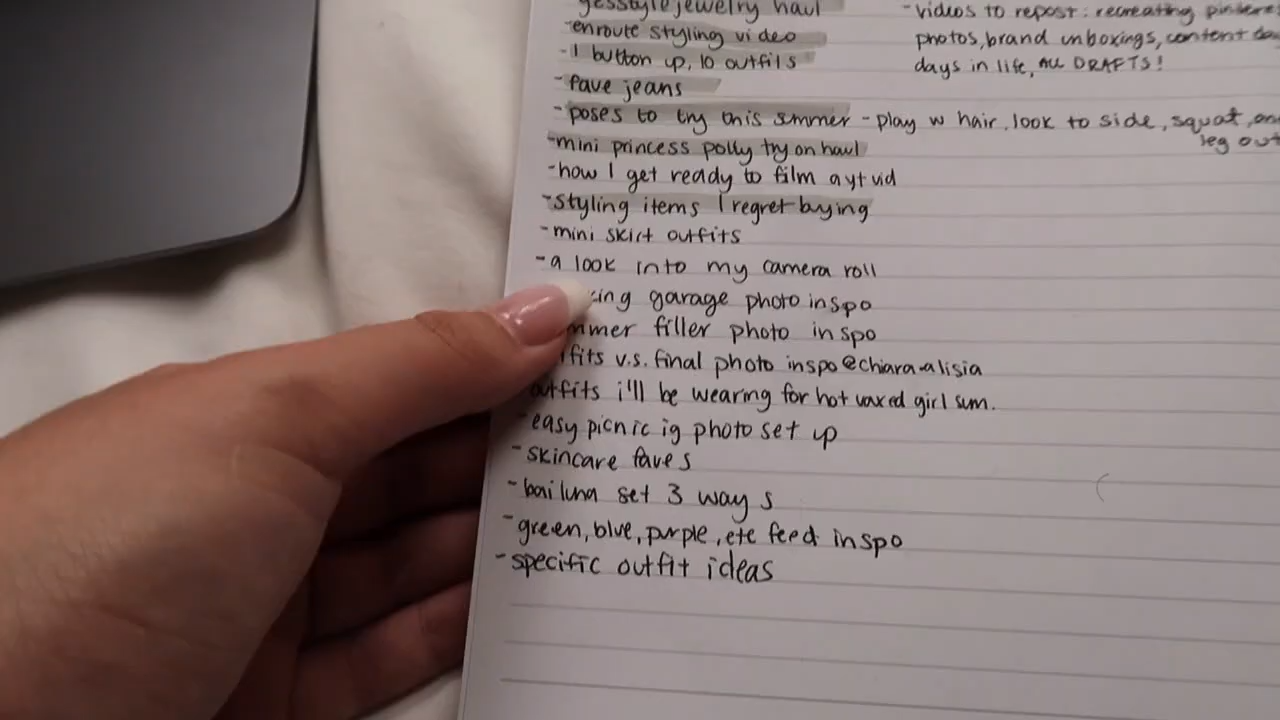 jewelry haul
-enroute styling video
-1 button up, 10 outfits
-fave jeans
-poses to try this summer - play w hair, look to side, squat,
leg out
-mini princess polly try on haul
-how I get ready to film a yt vid
-styling items I regret buying
-mini skirt outfits
-a look into my camera roll
garage photo inspo
filler photo inspo
v.s. final photo inspo @chiara-alisia
outfits i'll be wearing for hot vaxed girl sum.
-easy picnic ig photo set up
-skincare faves
-bailuna set 3 ways
-green, blue, purple, etc feed inspo
-specific outfit ideas
-videos to repost: recreating
photos, brand unboxings, content
days in life, ALL DRAFTS!